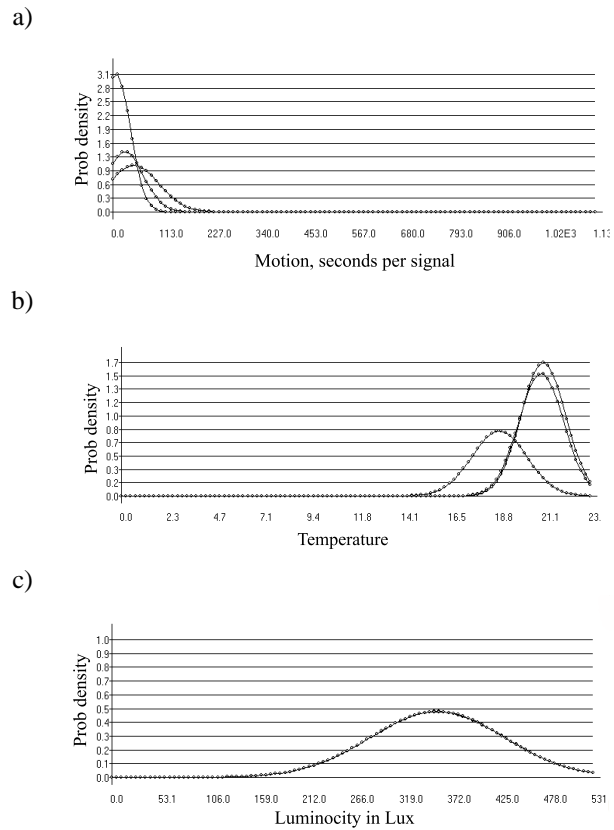 a)
3.1
2.8
2.5
2.2
1.9
1.6
1.3
0.9
0.6
0.3
0.0
Prob density
0.0 113.0 227.0 340.0 453.0 567.0 680.0 793.0 906.0 1.02E3 1.13
Motion, seconds per signal
b)
1.7
1.5
1.3
1.2
1.0
0.8
0.7
0.5
0.3
0.2
0.0
Prob density
0.0 2.3 4.7 7.1 9.4 11.8 14.1 16.5 18.8 21.1 23.
Temperature
c)
1.0
0.9
0.8
0.7
0.6
0.5
0.4
0.3
0.2
0.1
0.0
Prob density
0.0 53.1 106.0 159.0 212.0 266.0 319.0 372.0 425.0 478.0 531
Luminocity in Lux